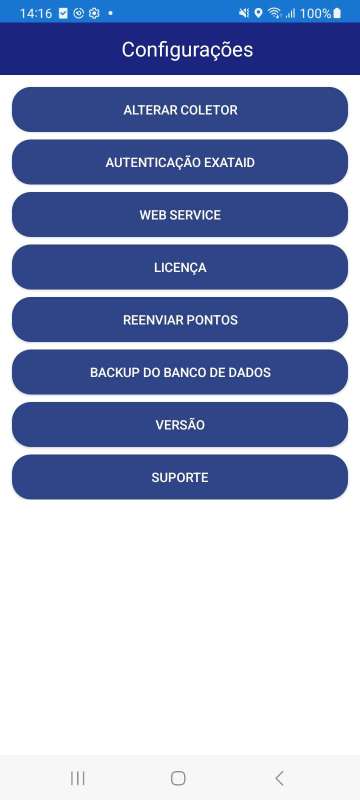 14:16
100%
Configurações
ALTERAR COLETOR
AUTENTICAÇÃO EXATAID
WEB SERVICE
LICENÇA
REENVIAR PONTOS
BACKUP DO BANCO DE DADOS
VERSÃO
SUPORTE